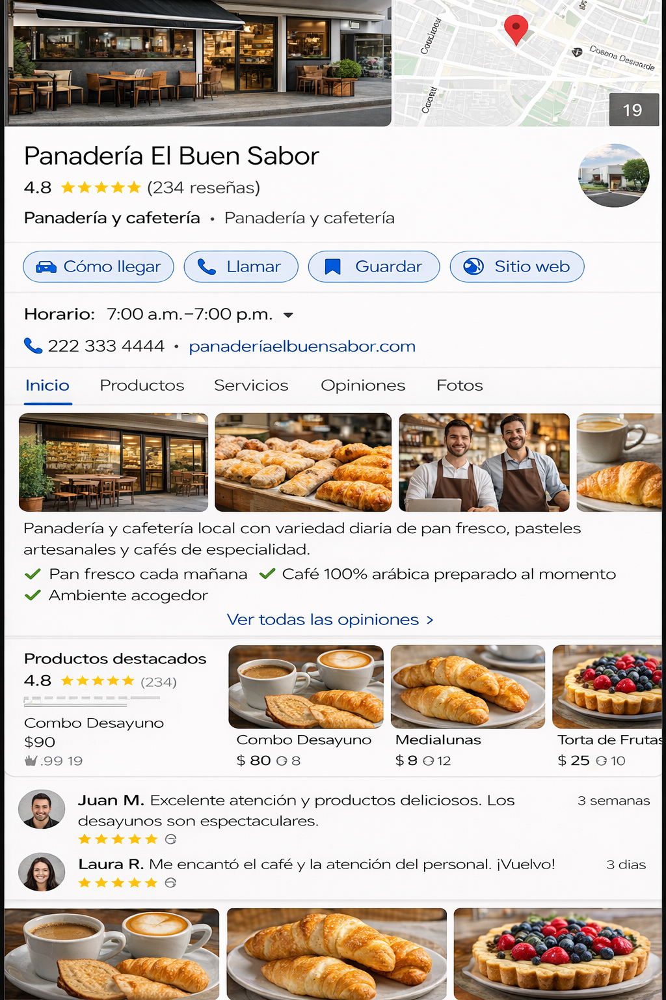 19
Panadería El Buen Sabor
4.8 (234 reseñas)
Panadería y cafetería • Panadería y cafetería
Cómo llegar
Llamar
Guardar
Sitio web
Horario: 7:00 a.m.–7:00 p.m.
222 333 4444 • panaderíaelbuensabor.com
Inicio
Productos
Servicios
Opiniones
Fotos
Panadería y cafetería local con variedad diaria de pan fresco, pasteles
artesanales y cafés de especialidad.
Pan fresco cada mañana
Café 100% arábica preparado al momento
Ambiente acogedor
Ver todas las opiniones >
Productos destacados
4.8 (234)
Combo Desayuno
$90
.99 19
Combo Desayuno
$ 80 8
Medialunas
$ 9 12
Torta de Frutas
$ 25 10
Juan M. Excelente atención y productos deliciosos. Los
desayunos son espectaculares.
3 semanas
Laura R. Me encantó el café y la atención del personal. ¡Vuelvo!
3 dias